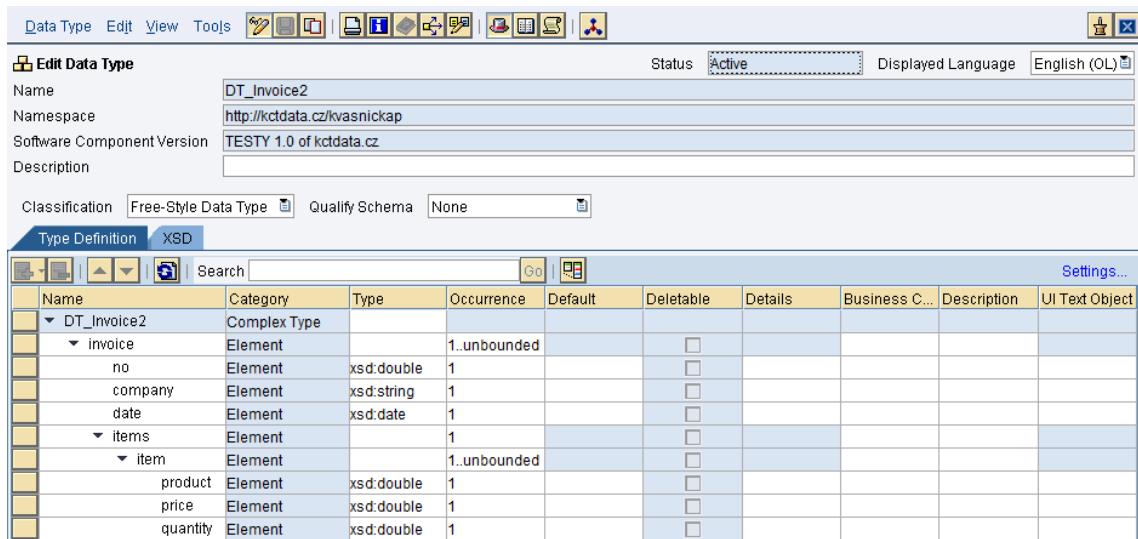 Data Type Edit View Tools
Edit Data Type Status Active Displayed Language English (OL)
Name DT_Invoice2
Namespace http://kctdata.cz/kvasnickap
Software Component Version TESTY 1.0 of kctdata.cz
Description
Classification Free-Style Data Type Qualify Schema None
Type Definition XSD
Search Go Settings...
Name Category Type Occurrence Default Deletable Details Business C... Description UI Text Object
DT_Invoice2 Complex Type
invoice Element 1..unbounded
no Element xsd:double 1
company Element xsd:string 1
date Element xsd:date 1
items Element 1
item Element 1..unbounded
product Element xsd:double 1
price Element xsd:double 1
quantity Element xsd:double 1